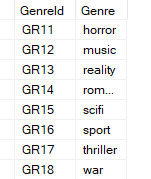 GenreId Genre
GR11 horror
GR12 music
GR13 reality
GR14 rom...
GR15 scifi
GR16 sport
GR17 thriller
GR18 war